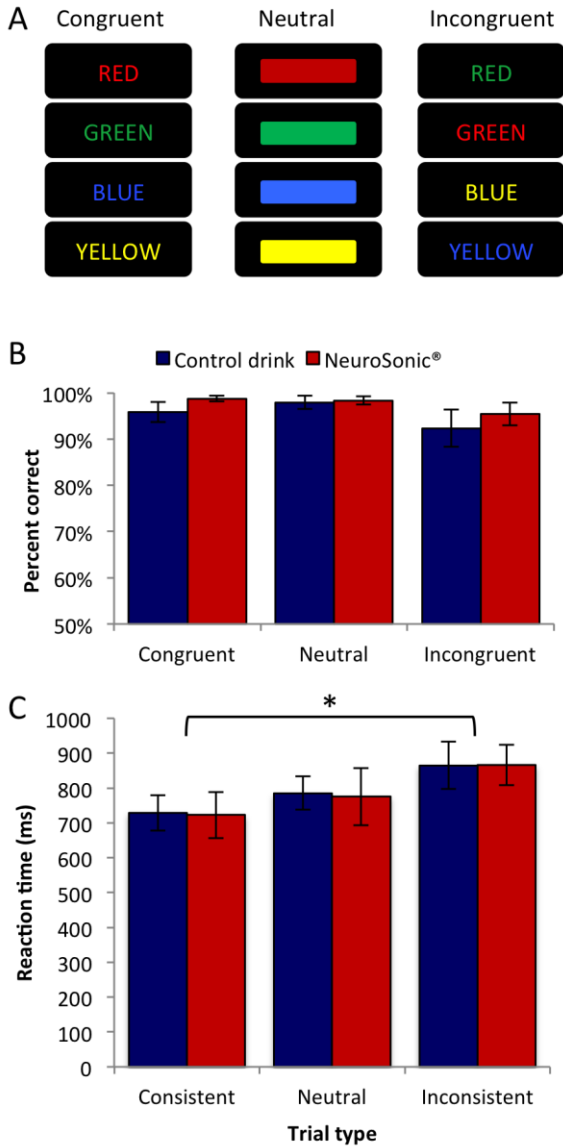 A
Congruent Neutral Incongruent
RED RED
GREEN GREEN
BLUE BLUE
YELLOW YELLOW
B
Control drink NeuroSonic®
Percent correct
100%
90%
80%
70%
60%
50%
Congruent Neutral Incongruent
C
*
Reaction time (ms)
1000
900
800
700
600
500
400
300
200
100
0
Consistent Neutral Inconsistent
Trial type